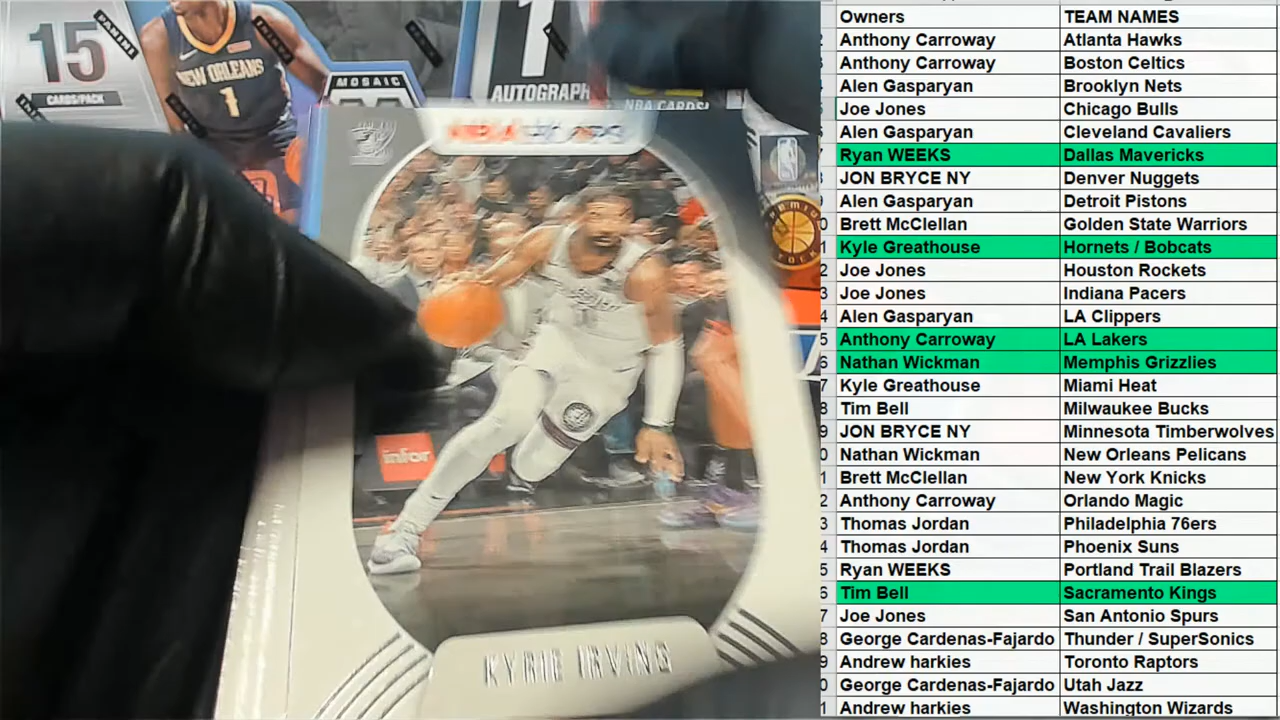 15
CARDS/PACK
PANINI
NEW ORLEANS
1
MOSAIC
1
AUTOGRAPH
NBA CARDS!
NBA HOOPS
PREMIUM
STOCK
infor
KYRIE IRVING
Owners TEAM NAMES
Anthony Carroway Atlanta Hawks
Anthony Carroway Boston Celtics
Alen Gasparyan Brooklyn Nets
Joe Jones Chicago Bulls
Alen Gasparyan Cleveland Cavaliers
Ryan WEEKS Dallas Mavericks
JON BRYCE NY Denver Nuggets
Alen Gasparyan Detroit Pistons
Brett McClellan Golden State Warriors
Kyle Greathouse Hornets / Bobcats
Joe Jones Houston Rockets
Joe Jones Indiana Pacers
Alen Gasparyan LA Clippers
Anthony Carroway LA Lakers
Nathan Wickman Memphis Grizzlies
Kyle Greathouse Miami Heat
Tim Bell Milwaukee Bucks
JON BRYCE NY Minnesota Timberwolves
Nathan Wickman New Orleans Pelicans
Brett McClellan New York Knicks
Anthony Carroway Orlando Magic
Thomas Jordan Philadelphia 76ers
Thomas Jordan Phoenix Suns
Ryan WEEKS Portland Trail Blazers
Tim Bell Sacramento Kings
Joe Jones San Antonio Spurs
George Cardenas-Fajardo Thunder / SuperSonics
Andrew harkies Toronto Raptors
George Cardenas-Fajardo Utah Jazz
Andrew harkies Washington Wizards